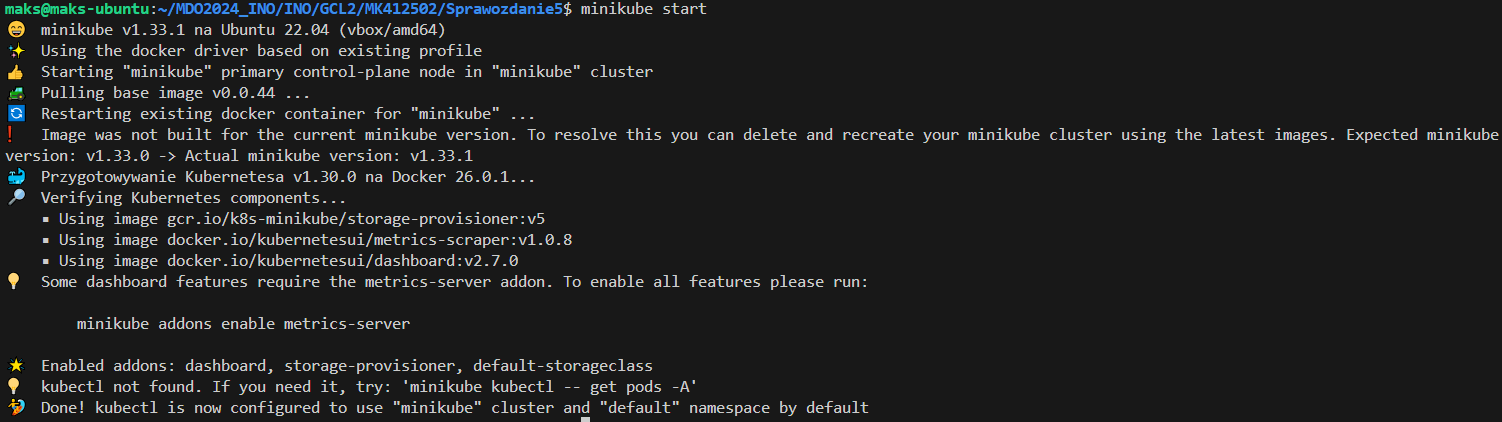 maks@maks-ubuntu:~/MDO2024_INO/INO/GCL2/MK412502/Sprawozdanie5$ minikube start
😄  minikube v1.33.1 na Ubuntu 22.04 (vbox/amd64)
✨  Using the docker driver based on existing profile
👍  Starting "minikube" primary control-plane node in "minikube" cluster
🚜  Pulling base image v0.0.44 ...
🔄  Restarting existing docker container for "minikube" ...
❗  Image was not built for the current minikube version. To resolve this you can delete and recreate your minikube cluster using the latest images. Expected minikube
version: v1.33.0 -> Actual minikube version: v1.33.1
🐳  Przygotowywanie Kubernetesa v1.30.0 na Docker 26.0.1...
🔎  Verifying Kubernetes components...
    ▪ Using image gcr.io/k8s-minikube/storage-provisioner:v5
    ▪ Using image docker.io/kubernetesui/metrics-scraper:v1.0.8
    ▪ Using image docker.io/kubernetesui/dashboard:v2.7.0
💡  Some dashboard features require the metrics-server addon. To enable all features please run:
        minikube addons enable metrics-server
🌟  Enabled addons: dashboard, storage-provisioner, default-storageclass
💡  kubectl not found. If you need it, try: 'minikube kubectl -- get pods -A'
🏄  Done! kubectl is now configured to use "minikube" cluster and "default" namespace by default